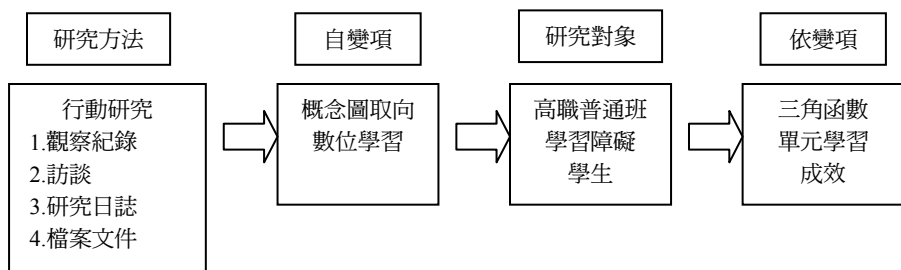 研究方法
自變項
研究對象
依變項
行動研究
1.觀察紀錄
2.訪談
3.研究日誌
4.檔案文件
概念圖取向
數位學習
高職普通班
學習障礙
學生
三角函數
單元學習
成效